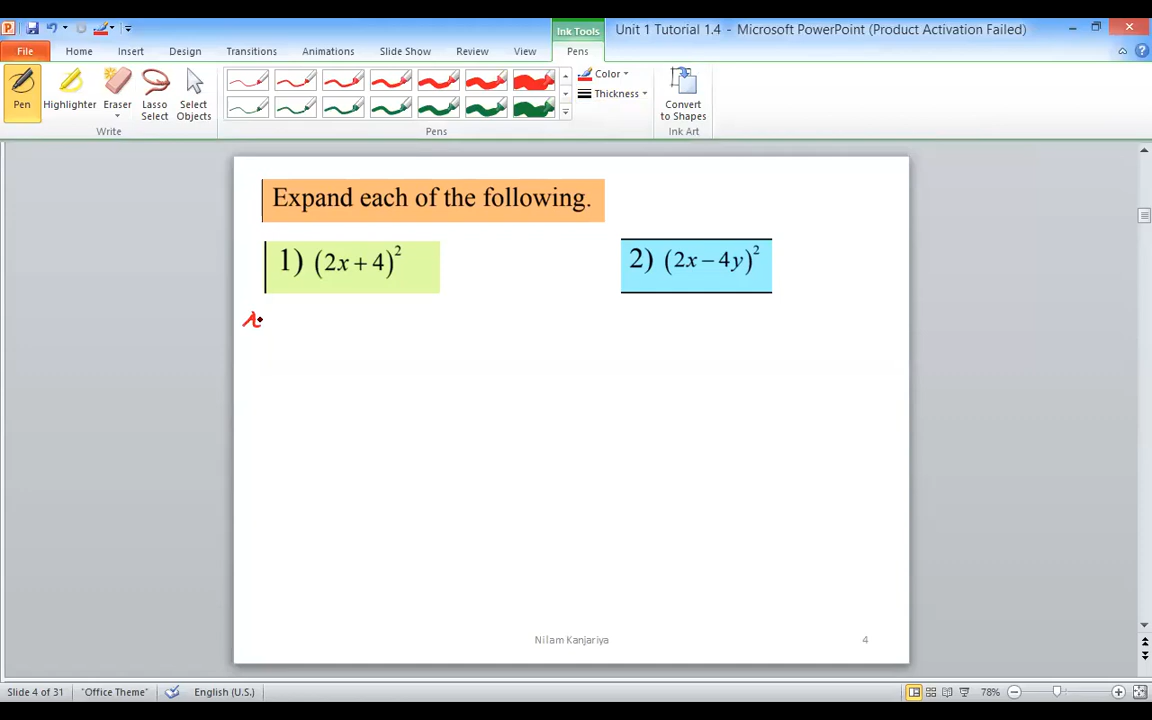 Ink Tools
Unit 1 Tutorial 1.4 - Microsoft PowerPoint (Product Activation Failed)
File Home Insert Design Transitions Animations Slide Show Review View Pens
Pen Highlighter Eraser Lasso Select Select Objects
Color
Thickness
Convert to Shapes
Write Pens Ink Art
Expand each of the following.
1) (2x + 4)²
2) (2x − 4y)²
Nilam Kanjariya 4
Slide 4 of 31 "Office Theme" English (U.S.) 78%